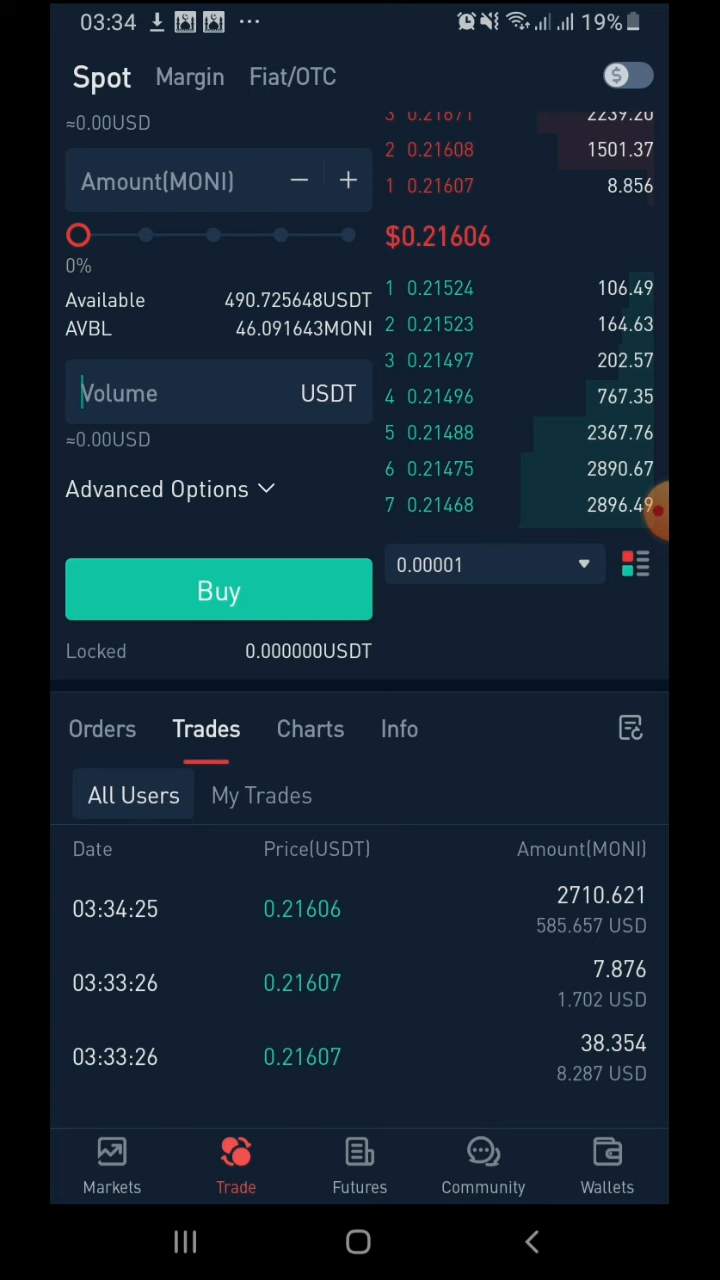 03:34 ... 19%
Spot Margin Fiat/OTC $
≈0.00USD
Amount(MONI) − +
0%
Available 490.725648USDT
AVBL 46.091643MONI
Volume USDT
≈0.00USD
Advanced Options
Buy
Locked 0.000000USDT
3 0.21671 2239.20
2 0.21608 1501.37
1 0.21607 8.856
$0.21606
1 0.21524 106.49
2 0.21523 164.63
3 0.21497 202.57
4 0.21496 767.35
5 0.21488 2367.76
6 0.21475 2890.67
7 0.21468 2896.49
0.00001
Orders Trades Charts Info
All Users My Trades
Date Price(USDT) Amount(MONI)
03:34:25 0.21606 2710.621
585.657 USD
03:33:26 0.21607 7.876
1.702 USD
03:33:26 0.21607 38.354
8.287 USD
Markets Trade Futures Community Wallets